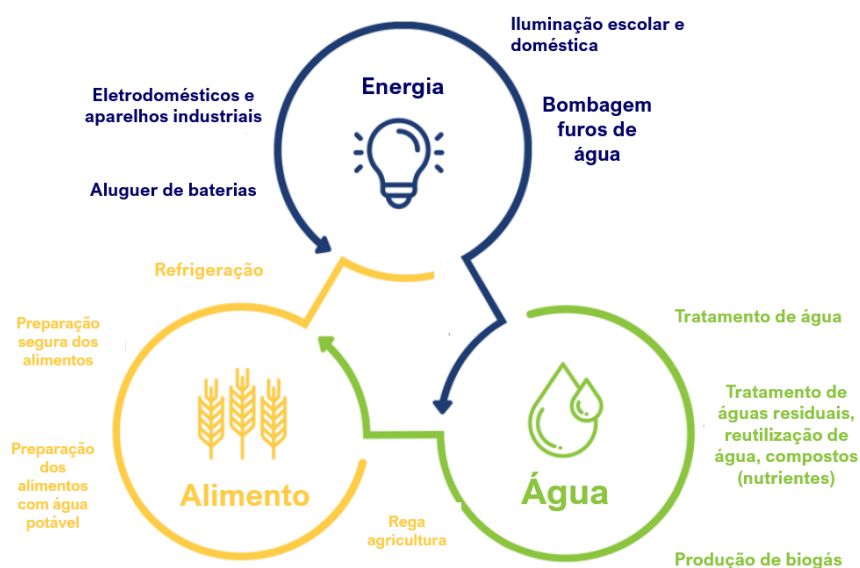 Iluminação escolar e
doméstica
Energia
Eletrodomésticos e
aparelhos industriais
Bombagem
furos de
água
Aluguer de baterias
Refrigeração
Preparação
segura dos
alimentos
Preparação
dos
alimentos
com água
potável
Alimento
Rega
agricultura
Água
Tratamento de água
Tratamento de
águas residuais,
reutilização de
água, compostos
(nutrientes)
Produção de biogás